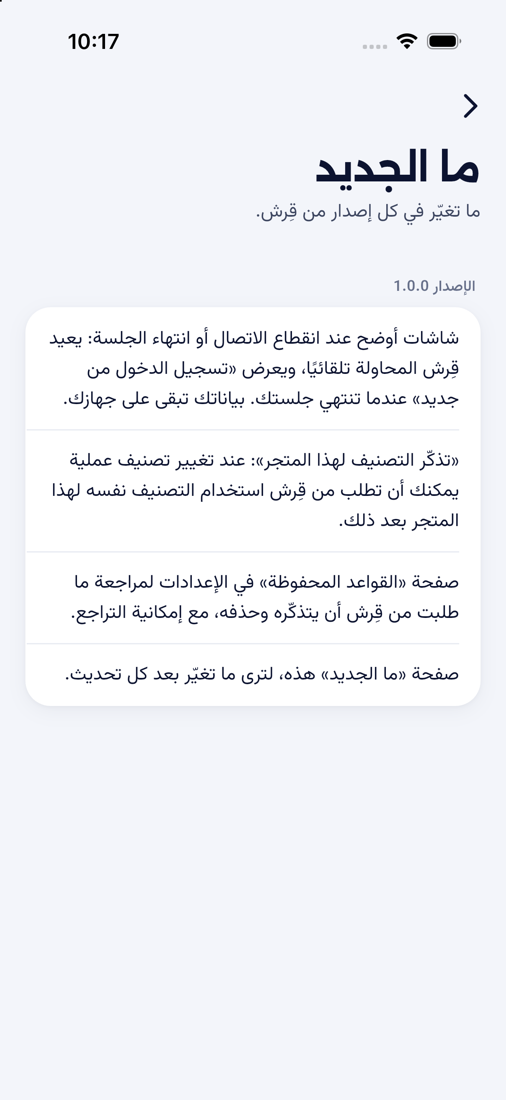 10:17
ما الجديد
ما تغيّر في كل إصدار من قِرش.
الإصدار 1.0.0
شاشات أوضح عند انقطاع الاتصال أو انتهاء الجلسة: يعيد
قِرش المحاولة تلقائيًا، ويعرض «تسجيل الدخول من
جديد» عندما تنتهي جلستك. بياناتك تبقى على جهازك.
«تذكّر التصنيف لهذا المتجر»: عند تغيير تصنيف عملية
يمكنك أن تطلب من قِرش استخدام التصنيف نفسه لهذا
المتجر بعد ذلك.
صفحة «القواعد المحفوظة» في الإعدادات لمراجعة ما
طلبت من قِرش أن يتذكّره وحذفه، مع إمكانية التراجع.
صفحة «ما الجديد» هذه، لترى ما تغيّر بعد كل تحديث.